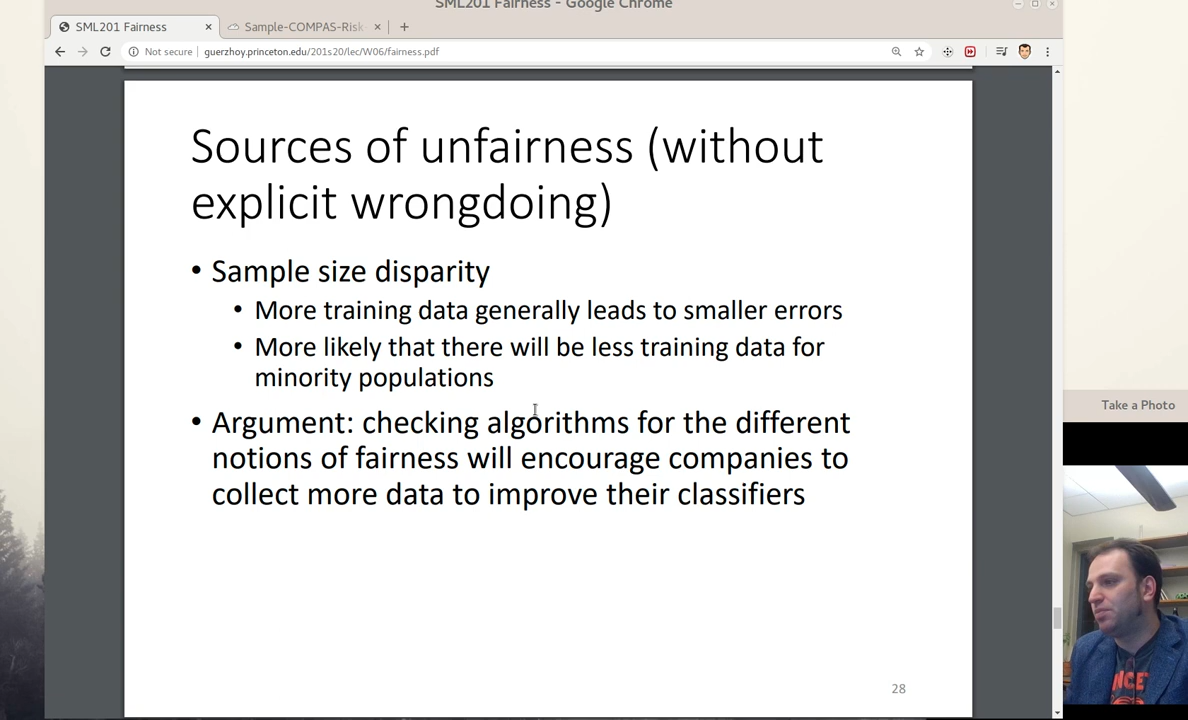 SML201 Fairness - Google Chrome
SML201 Fairness
Sample-COMPAS-Risk
Not secure
guerzhoy.princeton.edu/201s20/lec/W06/fairness.pdf
Sources of unfairness (without
explicit wrongdoing)
• Sample size disparity
• More training data generally leads to smaller errors
• More likely that there will be less training data for
minority populations
• Argument: checking algorithms for the different
notions of fairness will encourage companies to
collect more data to improve their classifiers
28
Take a Photo